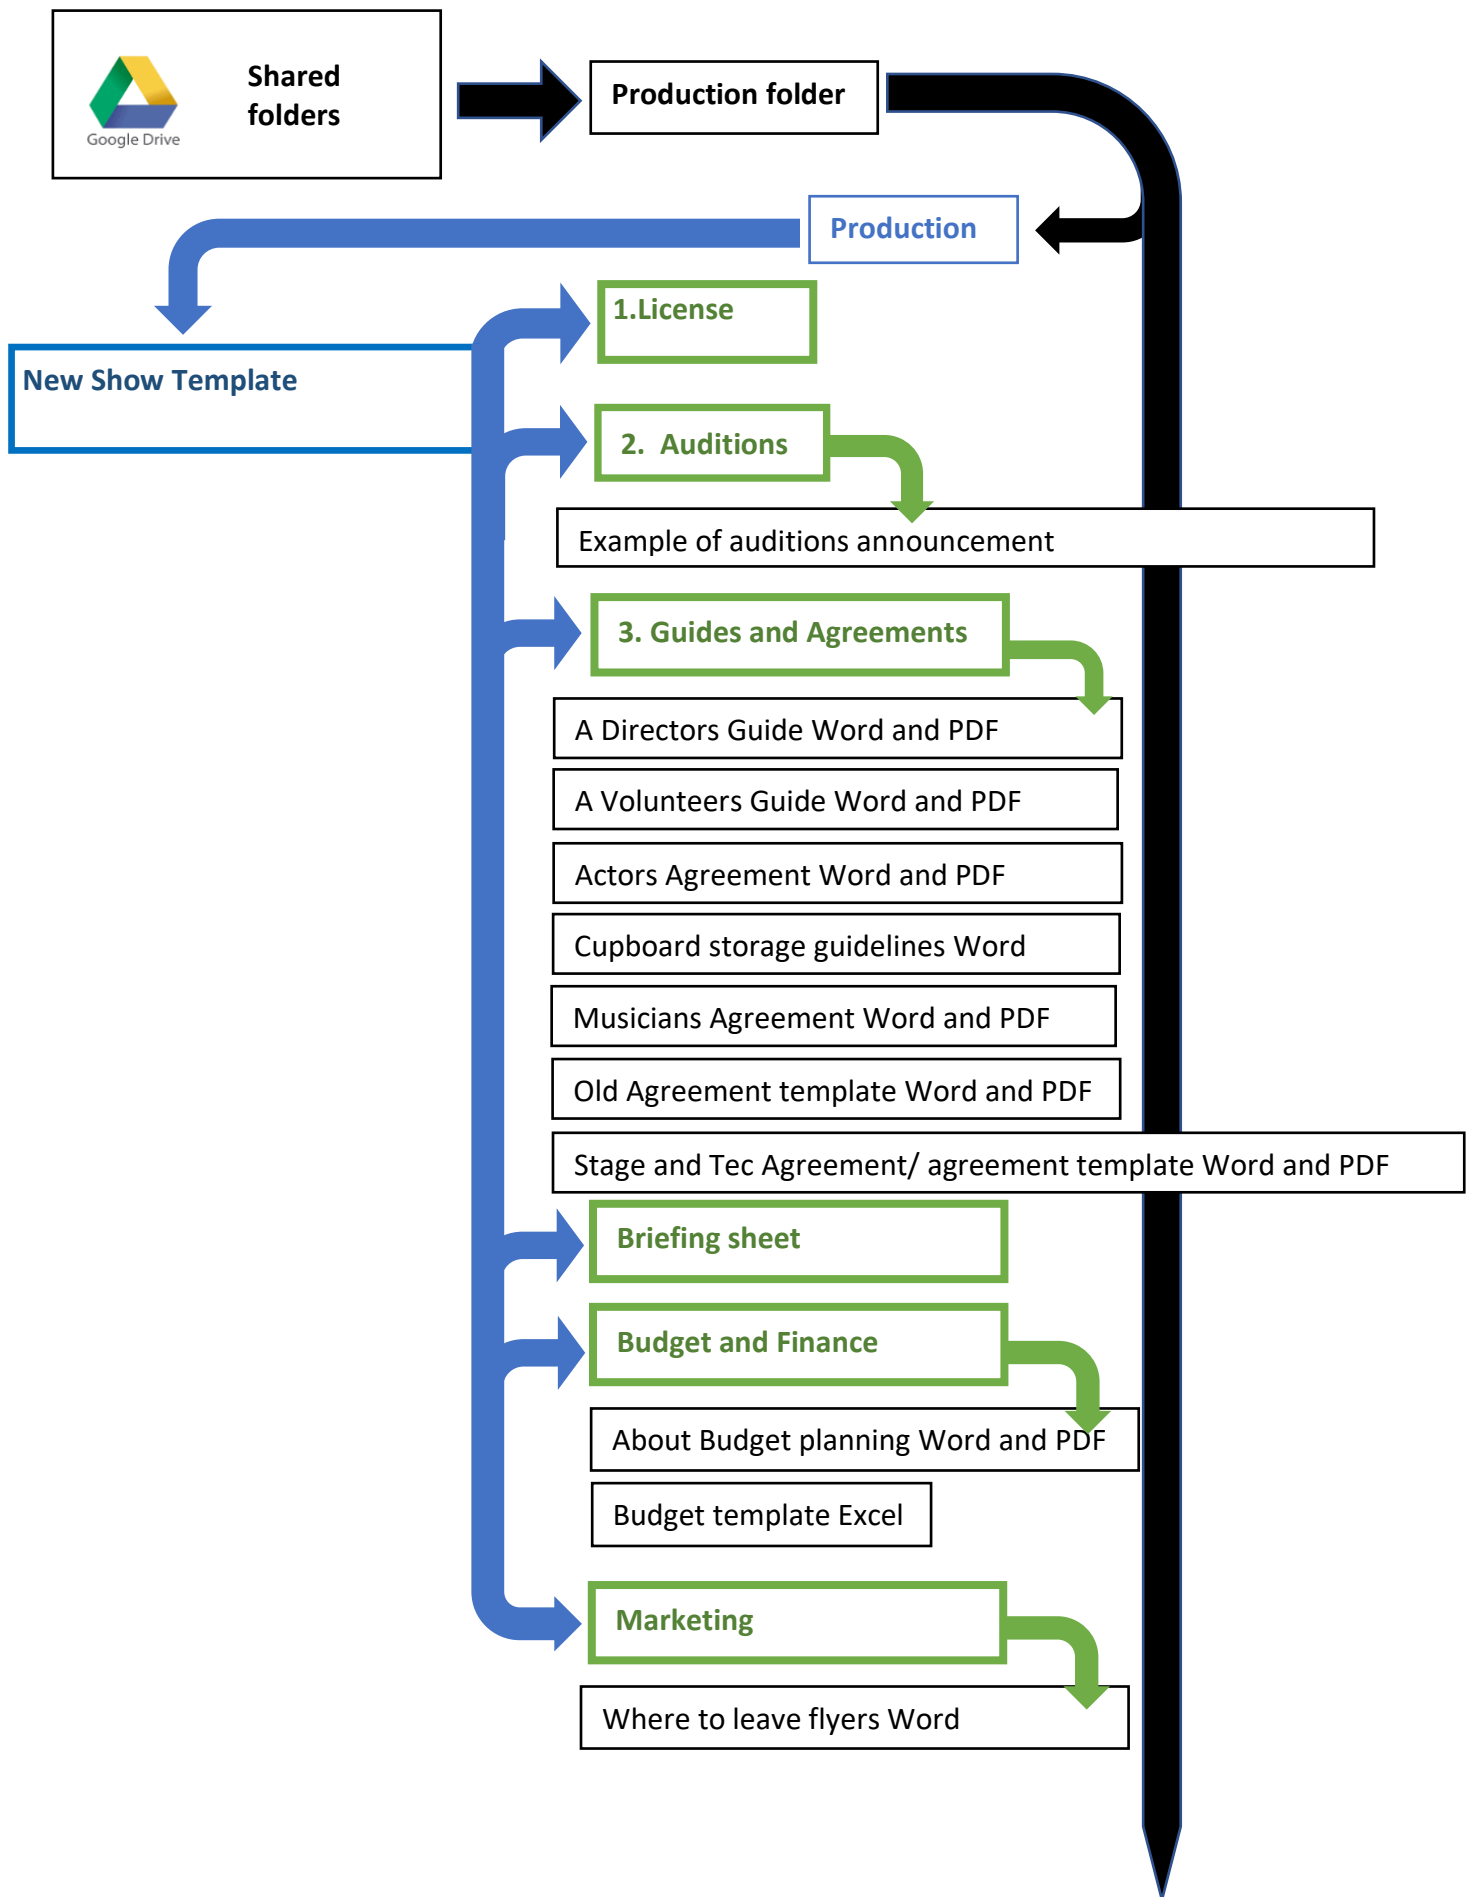 Shared
folders
Google Drive
Production folder
Production
1.License
New Show Template
2. Auditions
Example of auditions announcement
3. Guides and Agreements
A Directors Guide Word and PDF
A Volunteers Guide Word and PDF
Actors Agreement Word and PDF
Cupboard storage guidelines Word
Musicians Agreement Word and PDF
Old Agreement template Word and PDF
Stage and Tec Agreement/ agreement template Word and PDF
Briefing sheet
Budget and Finance
About Budget planning Word and PDF
Budget template Excel
Marketing
Where to leave flyers Word